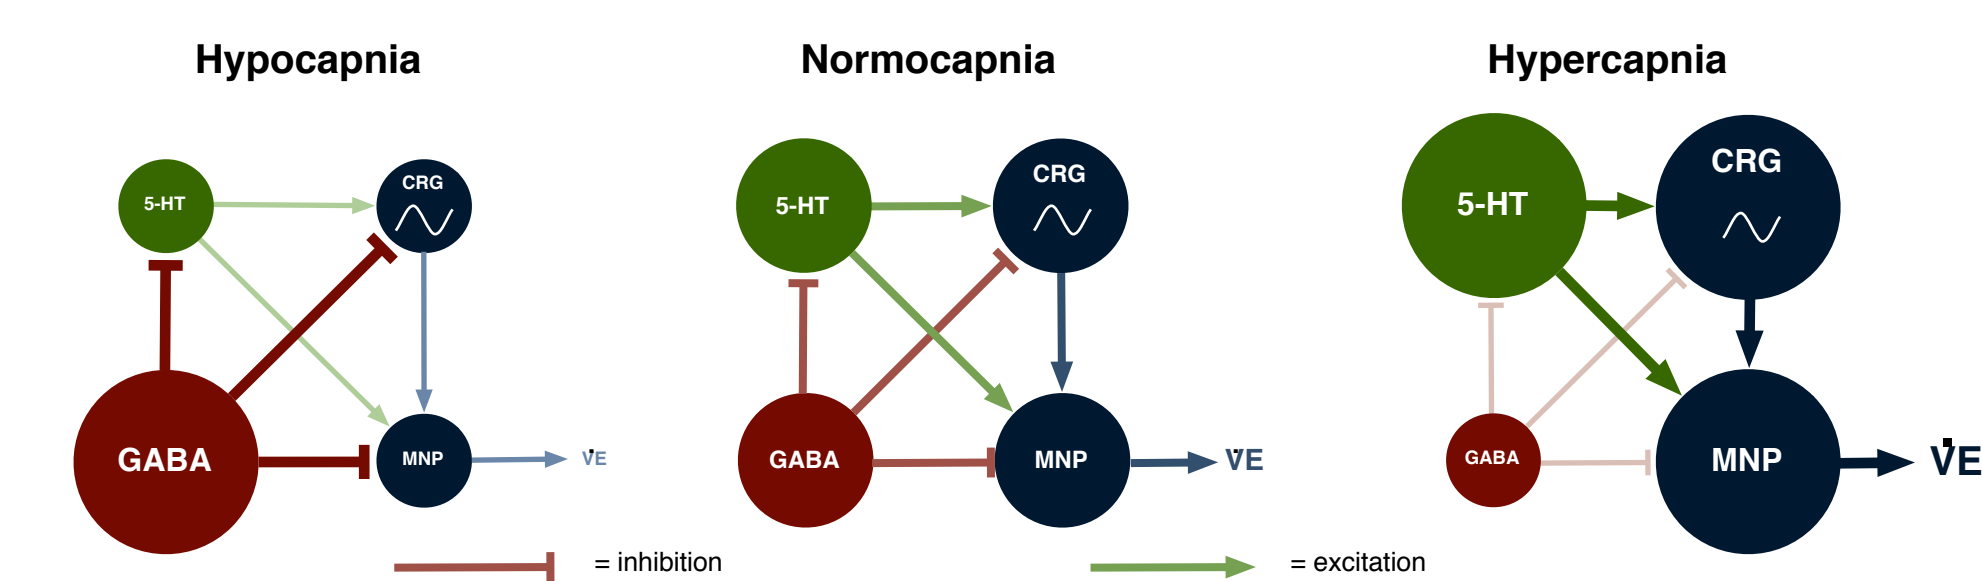 Hypocapnia
Normocapnia
Hypercapnia
5-HT
CRG
GABA
MNP
V̇E
5-HT
CRG
GABA
MNP
V̇E
5-HT
CRG
GABA
MNP
V̇E
= inhibition
= excitation